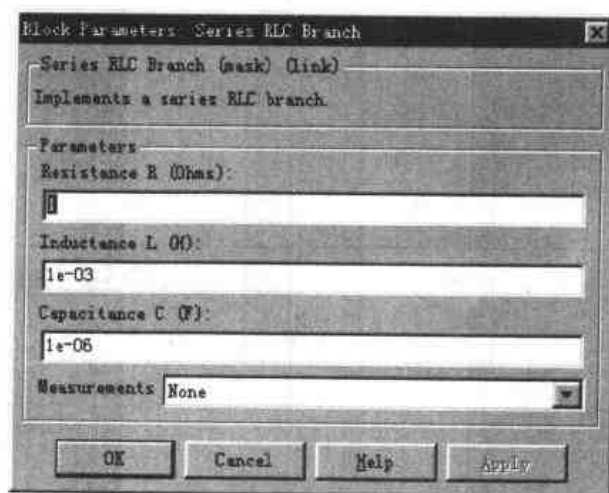 Block Parameters: Series RLC Branch
Series RLC Branch (mask) (link)
Implements a series RLC branch.
Parameters
Resistance R (Ohms):
Inductance L (H):
1e-03
Capacitance C (F):
1e-06
Measurements None
OK Cancel Help Apply